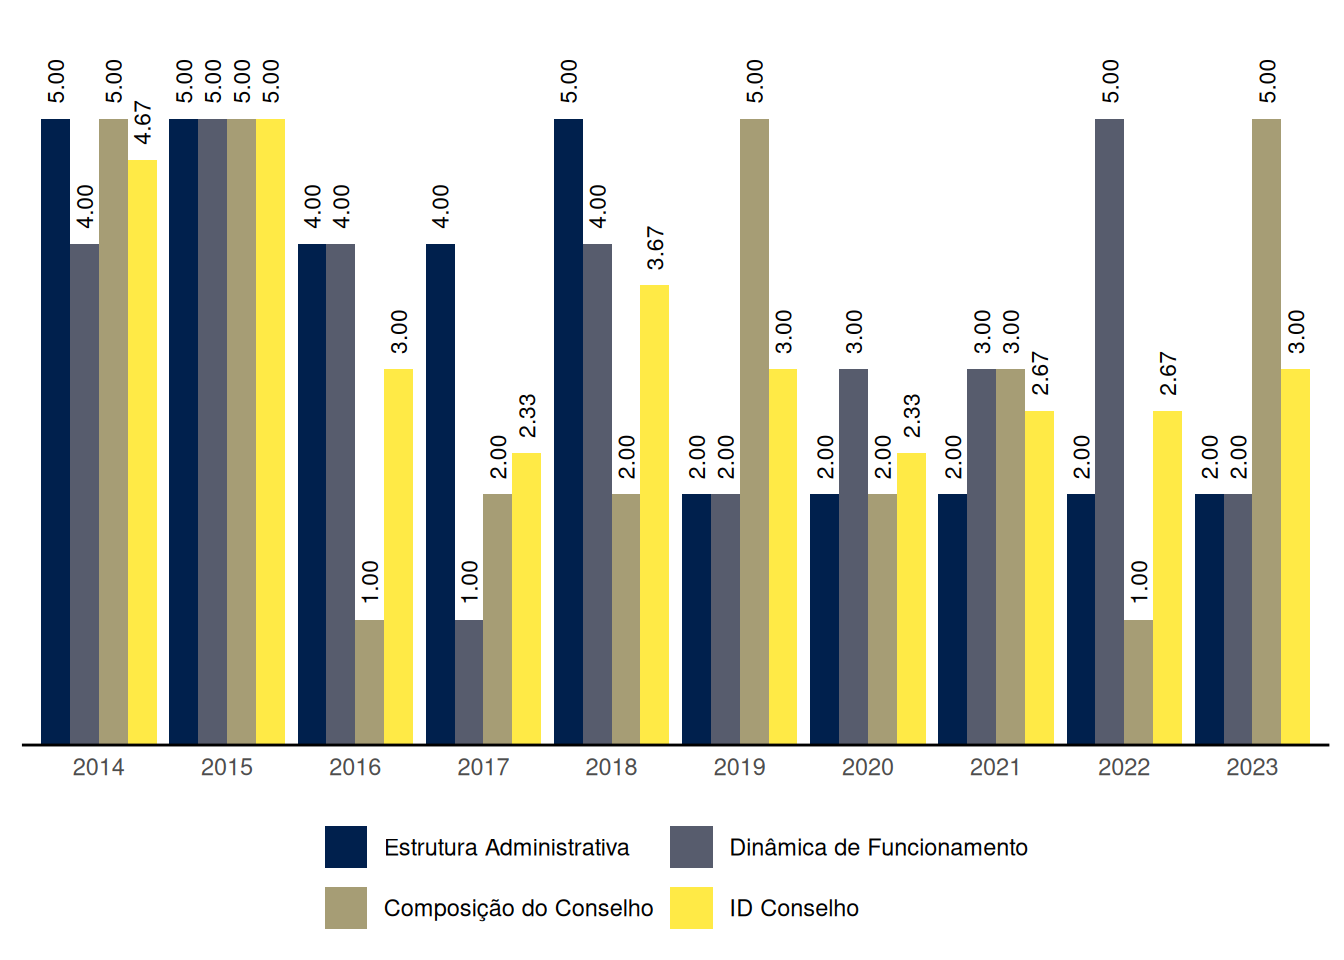 5.00 4.00 5.00 4.67 5.00 5.00 5.00 5.00 4.00 4.00 1.00 3.00 4.00 1.00 2.00 2.33 5.00 4.00 2.00 3.67 2.00 2.00 5.00 3.00 2.00 3.00 2.00 2.33 2.00 3.00 3.00 2.67 2.00 5.00 1.00 2.67 2.00 2.00 5.00 3.00
2014 2015 2016 2017 2018 2019 2020 2021 2022 2023
Estrutura Administrativa Dinâmica de Funcionamento
Composição do Conselho ID Conselho